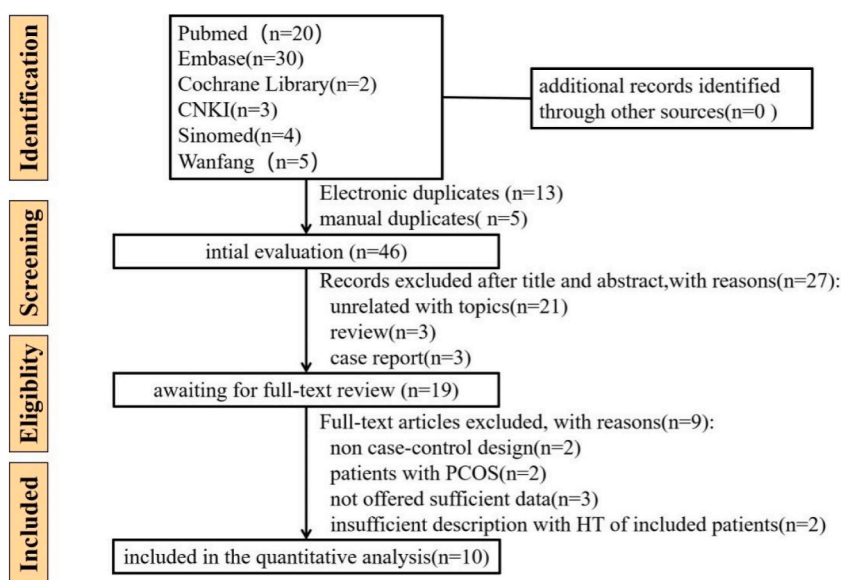 Identification
Pubmed（n=20）
Embase(n=30)
Cochrane Library(n=2)
CNKI(n=3)
Sinomed(n=4)
Wanfang（n=5）
additional records identified
through other sources(n=0 )
Electronic duplicates (n=13)
manual duplicates( n=5)
Screening
intial evaluation (n=46)
Records excluded after title and abstract,with reasons(n=27):
unrelated with topics(n=21)
review(n=3)
case report(n=3)
Eligiblity
awaiting for full-text review (n=19)
Full-text articles excluded, with reasons(n=9):
non case-control design(n=2)
patients with PCOS(n=2)
not offered sufficient data(n=3)
insufficient description with HT of included patients(n=2)
Included
included in the quantitative analysis(n=10)